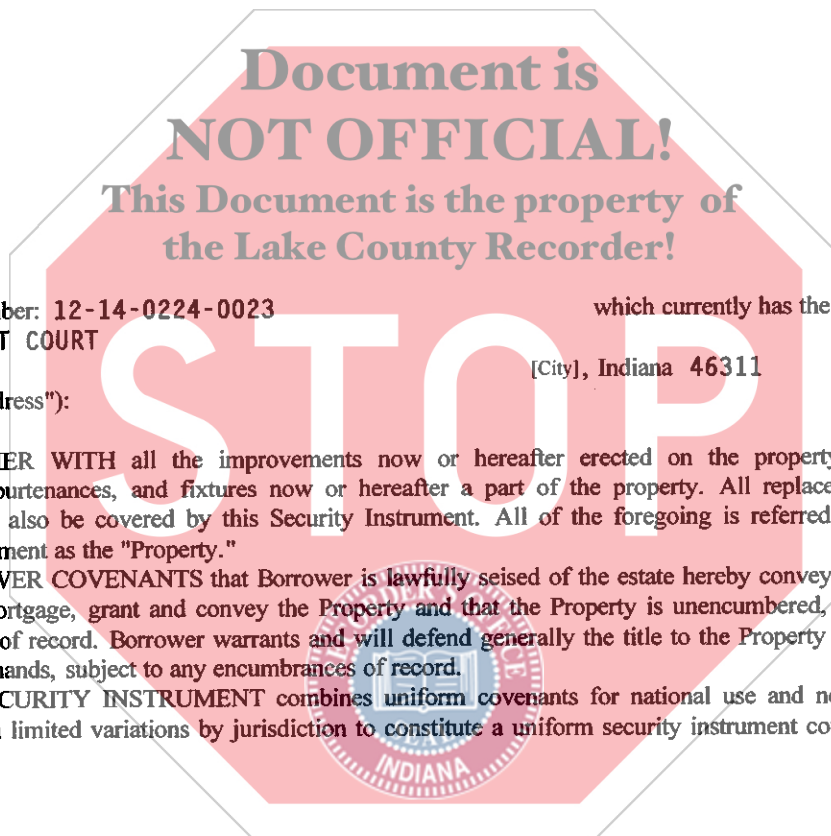 Document is
NOT OFFICIAL!
This Document is the property of
the Lake County Recorder!
ber: 12-14-0224-0023 which currently has the
T COURT
[City], Indiana 46311
dress"):
STOP
ER WITH all the improvements now or hereafter erected on the property
purtenances, and fixtures now or hereafter a part of the property. All replace
also be covered by this Security Instrument. All of the foregoing is referred
ment as the "Property."
WER COVENANTS that Borrower is lawfully seised of the estate hereby convey
ortgage, grant and convey the Property and that the Property is unencumbered,
of record. Borrower warrants and will defend generally the title to the Property
nands, subject to any encumbrances of record.
CURITY INSTRUMENT combines uniform covenants for national use and no
limited variations by jurisdiction to constitute a uniform security instrument co
SEAL
INDIANA